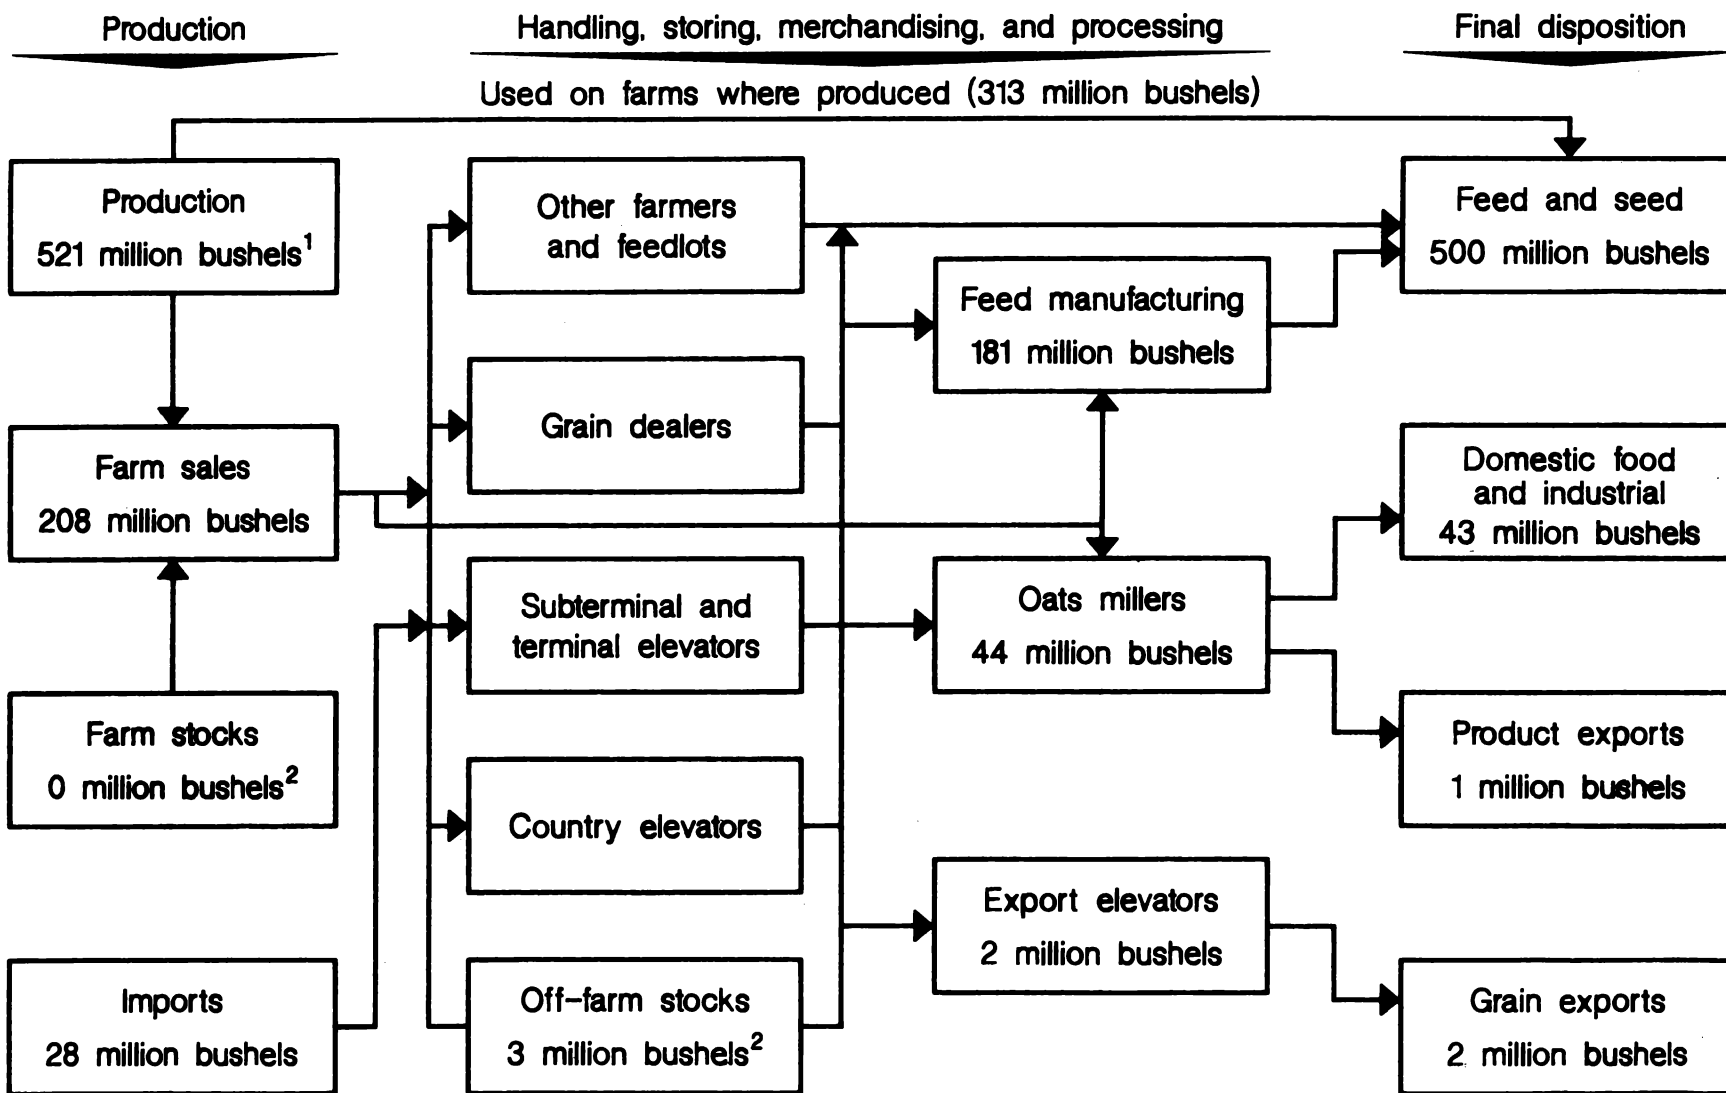 Production
Handling, storing, merchandising, and processing
Final disposition
Used on farms where produced (313 million bushels)
Production
521 million bushels¹
Farm sales
208 million bushels
Farm stocks
0 million bushels²
Imports
28 million bushels
Other farmers
and feedlots
Grain dealers
Subterminal and
terminal elevators
Country elevators
Off-farm stocks
3 million bushels²
Feed manufacturing
181 million bushels
Oats millers
44 million bushels
Export elevators
2 million bushels
Feed and seed
500 million bushels
Domestic food
and industrial
43 million bushels
Product exports
1 million bushels
Grain exports
2 million bushels